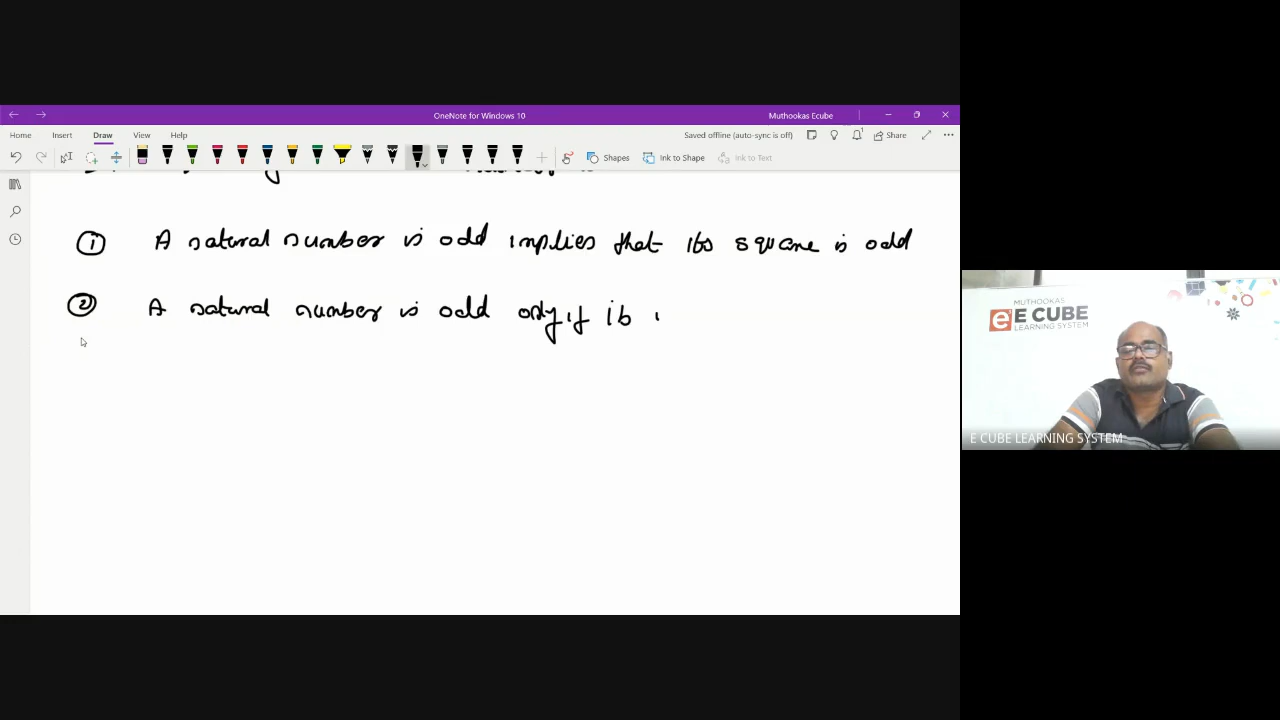 OneNote for Windows 10
Muthookas Ecube
Home Insert Draw View Help
Saved offline (auto-sync is off)
Share
Shapes
Ink to Shape
Ink to Text
① A natural number is odd implies that its square is odd
② A natural number is odd only if it
MUTHOOKAS
E CUBE
LEARNING SYSTEM
E CUBE LEARNING SYSTEM